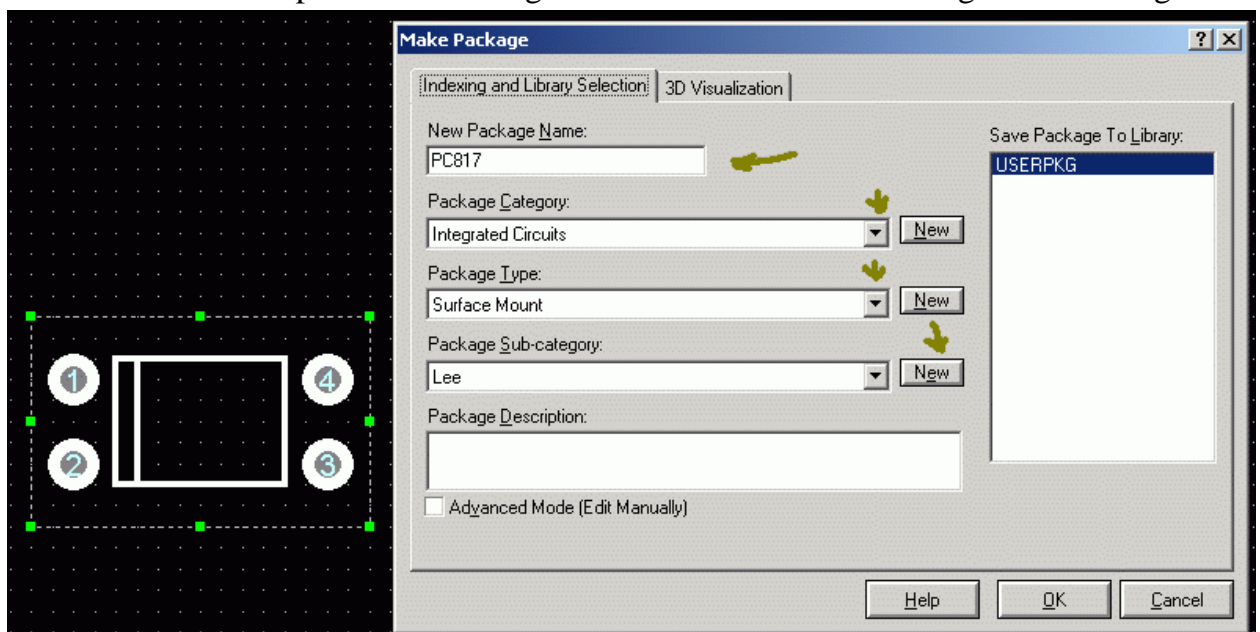 Make Package
Indexing and Library Selection 3D Visualization
New Package Name:
PC817
Package Category:
Integrated Circuits
New
Package Type:
Surface Mount
New
Package Sub-category:
Lee
New
Package Description:
Advanced Mode (Edit Manually)
Save Package To Library:
USERPKG
Help OK Cancel
1 4
2 3